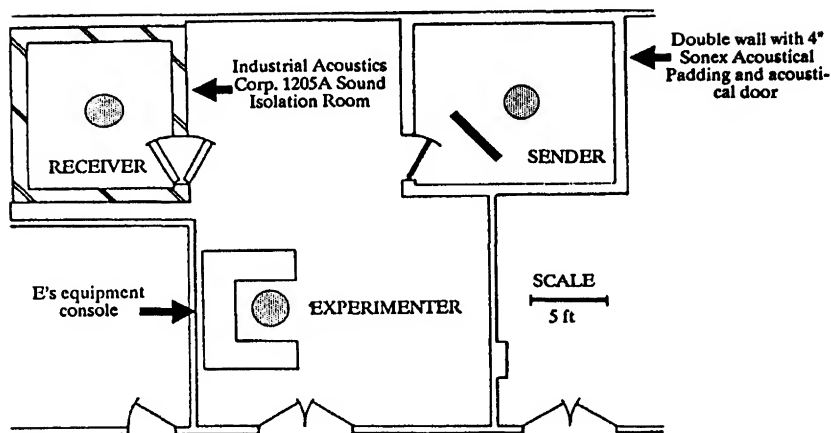 Industrial Acoustics
Corp. 1205A Sound
Isolation Room
Double wall with 4"
Sonex Acoustical
Padding and acousti-
cal door
RECEIVER
SENDER
E's equipment
console
EXPERIMENTER
SCALE
5 ft